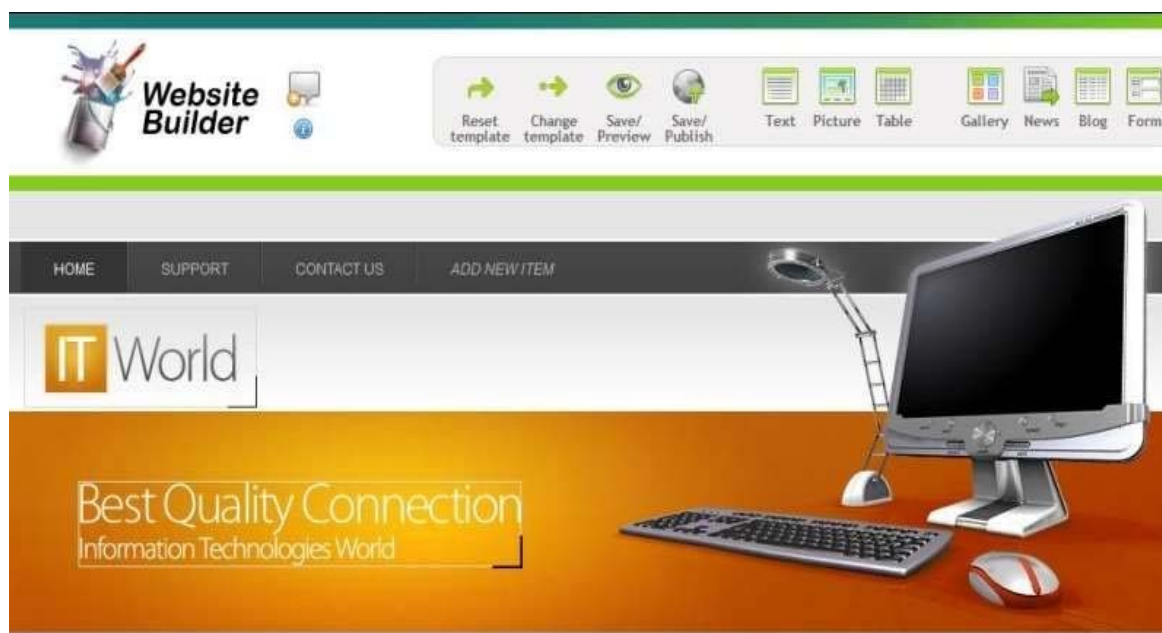 Website
Builder
Reset
template
Change
template
Save/
Preview
Save/
Publish
Text
Picture
Table
Gallery
News
Blog
Form
HOME
SUPPORT
CONTACT US
ADD NEW ITEM
IT World
Best Quality Connection
Information Technologies World